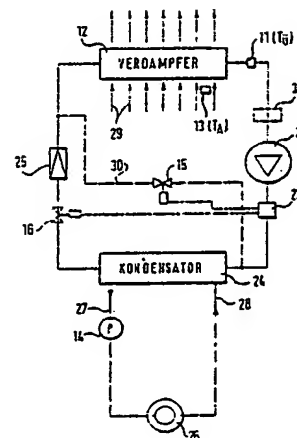 12
VERDAMPFER
11 (TÜ)
29
13 (TA)
25
30
15
16
KONDENSATOR
24
27
28
14
P
26